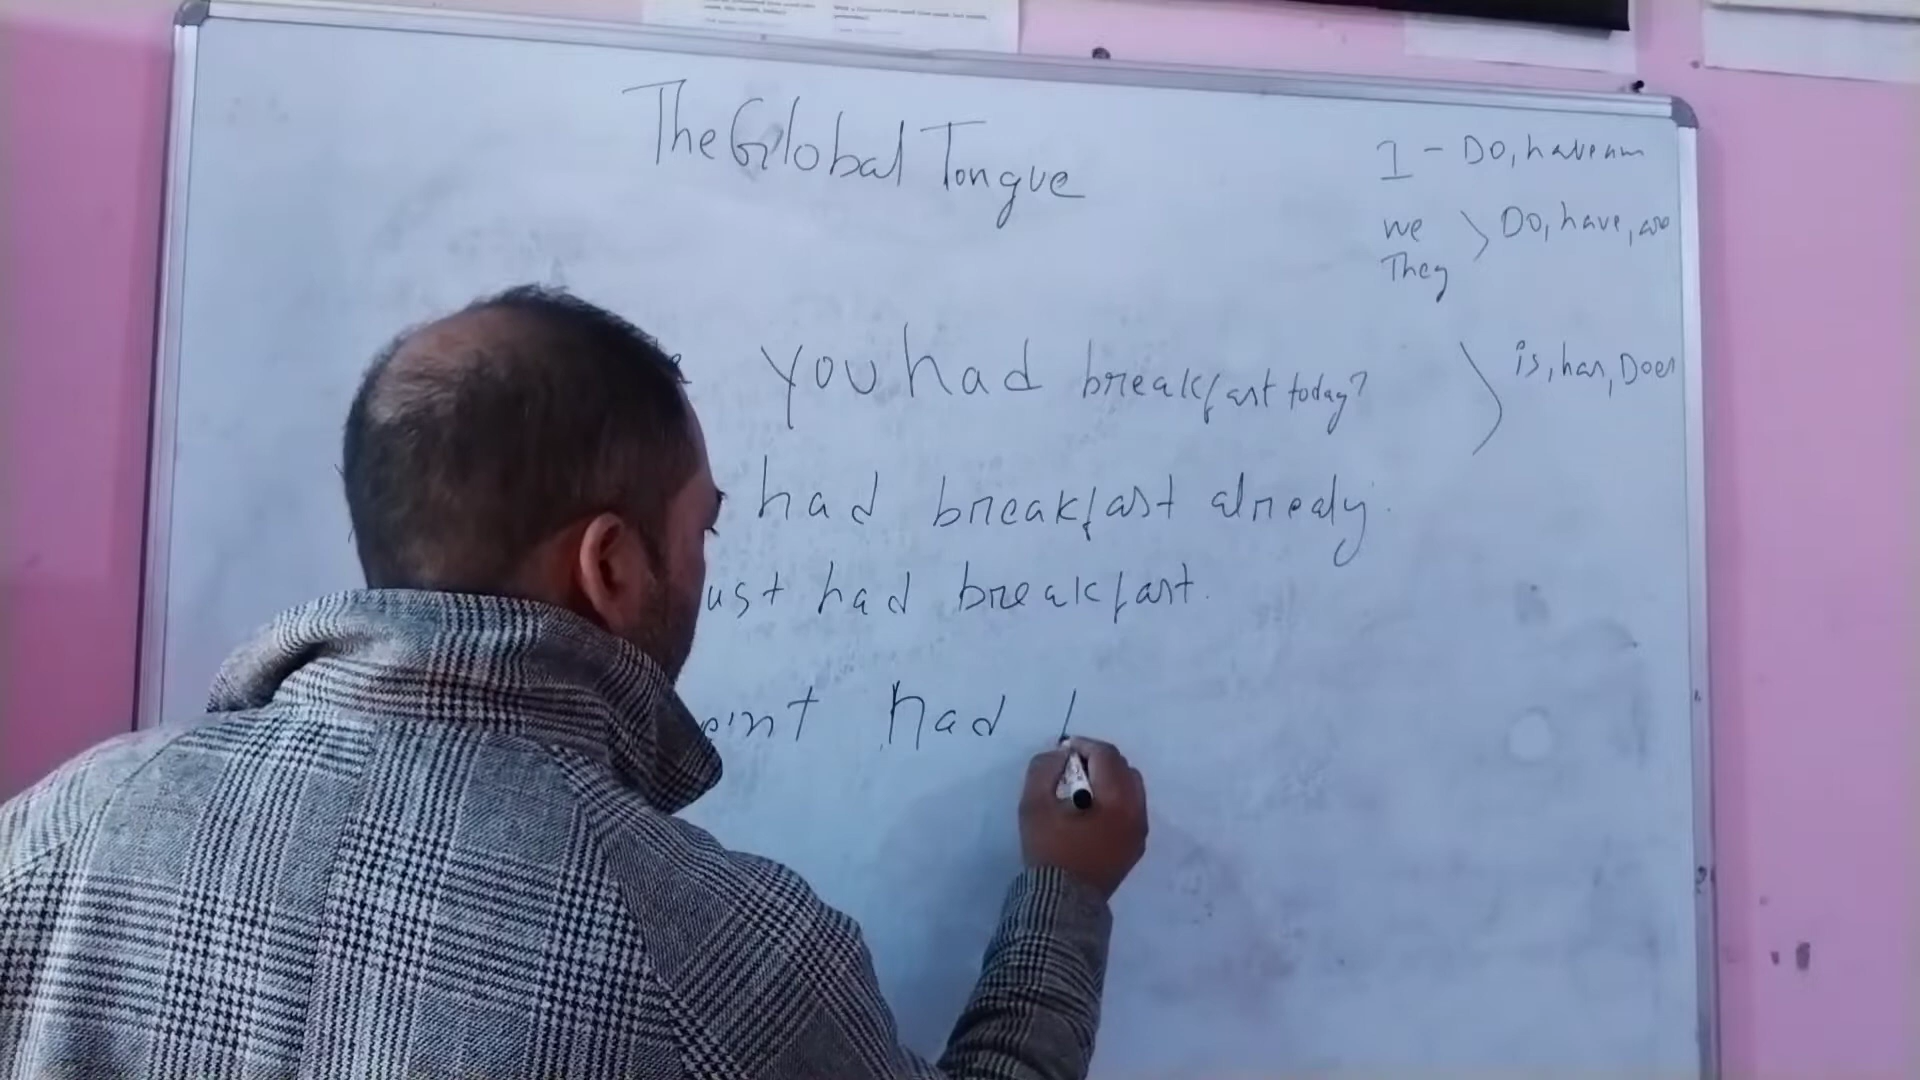 The Global Tongue
I - Do, have am
we
They
Do, have, are
is, has, Does
you had breakfast today?
had breakfast already.
ust had breakfast.
had b